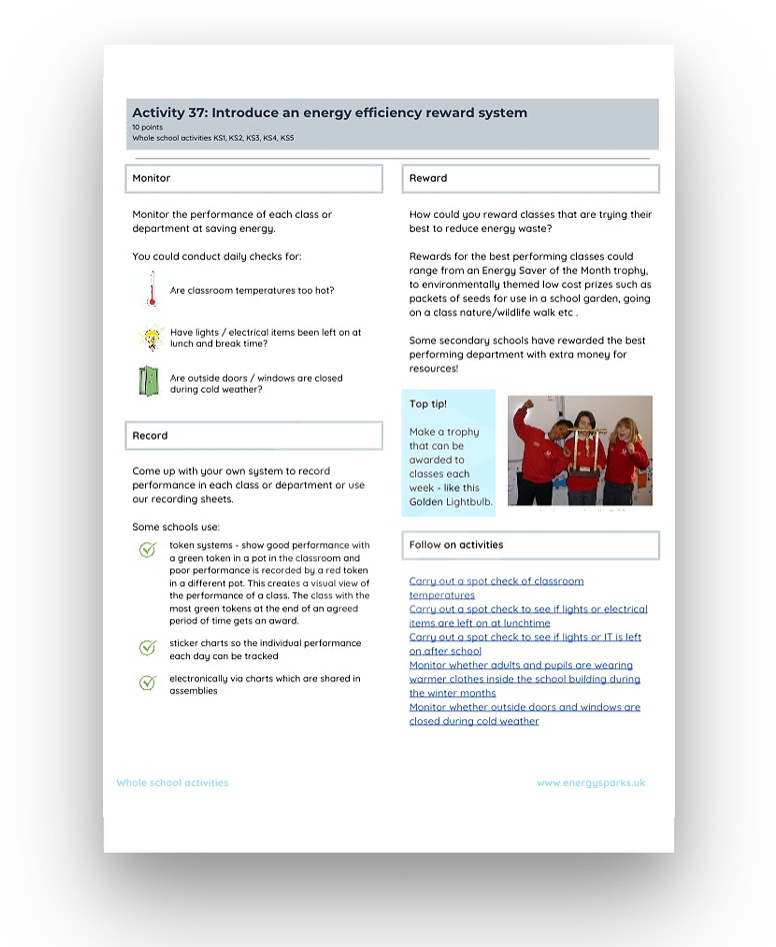 Activity 37: Introduce an energy efficiency reward system
10 points
Whole school activities KS1, KS2, KS3, KS4, KS5
Monitor
Monitor the performance of each class or
department at saving energy.
You could conduct daily checks for:
Are classroom temperatures too hot?
Have lights / electrical items been left on at
lunch and break time?
Are outside doors / windows are closed
during cold weather?
Record
Come up with your own system to record
performance in each class or department or use
our recording sheets.
Some schools use:
token systems - show good performance with
a green token in a pot in the classroom and
poor performance is recorded by a red token
in a different pot. This creates a visual view of
the performance of a class. The class with the
most green tokens at the end of an agreed
period of time gets an award.
sticker charts so the individual performance
each day can be tracked
electronically via charts which are shared in
assemblies
Reward
How could you reward classes that are trying their
best to reduce energy waste?
Rewards for the best performing classes could
range from an Energy Saver of the Month trophy,
to environmentally themed low cost prizes such as
packets of seeds for use in a school garden, going
on a class nature/wildlife walk etc .
Some secondary schools have rewarded the best
performing department with extra money for
resources!
Top tip!
Make a trophy
that can be
awarded to
classes each
week - like this
Golden Lightbulb.
Follow on activities
Carry out a spot check of classroom
temperatures
Carry out a spot check to see if lights or electrical
items are left on at lunchtime
Carry out a spot check to see if lights or IT is left
on after school
Monitor whether adults and pupils are wearing
warmer clothes inside the school building during
the winter months
Monitor whether outside doors and windows are
closed during cold weather
Whole school activities
www.energysparks.uk